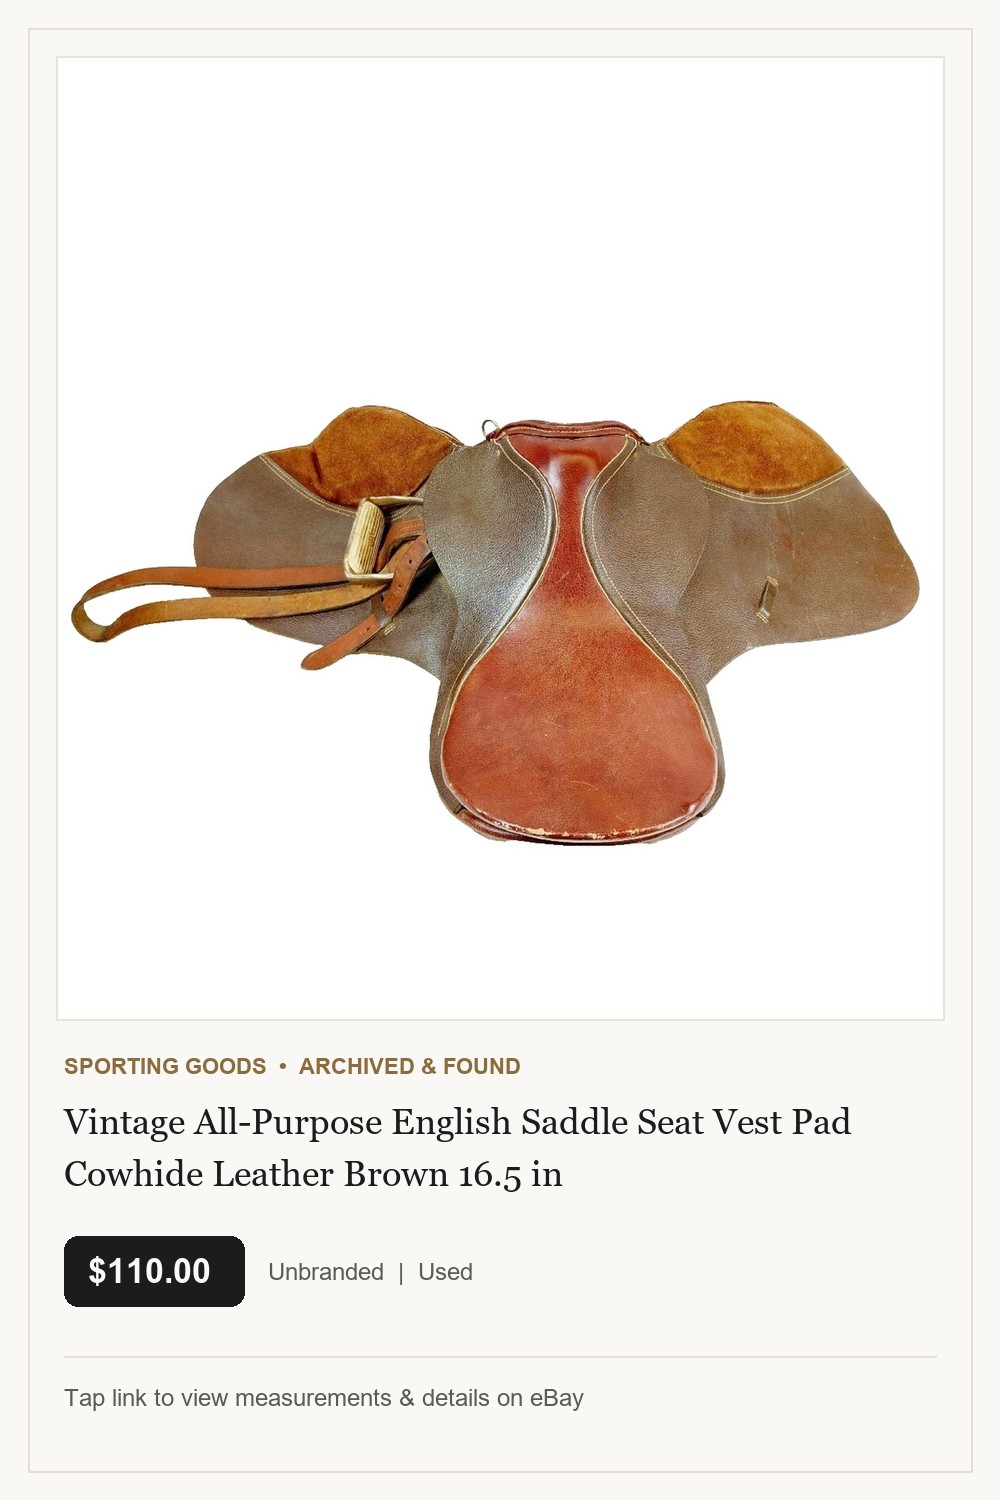 SPORTING GOODS • ARCHIVED & FOUND
Vintage All-Purpose English Saddle Seat Vest Pad
Cowhide Leather Brown 16.5 in
$110.00
Unbranded | Used
Tap link to view measurements & details on eBay